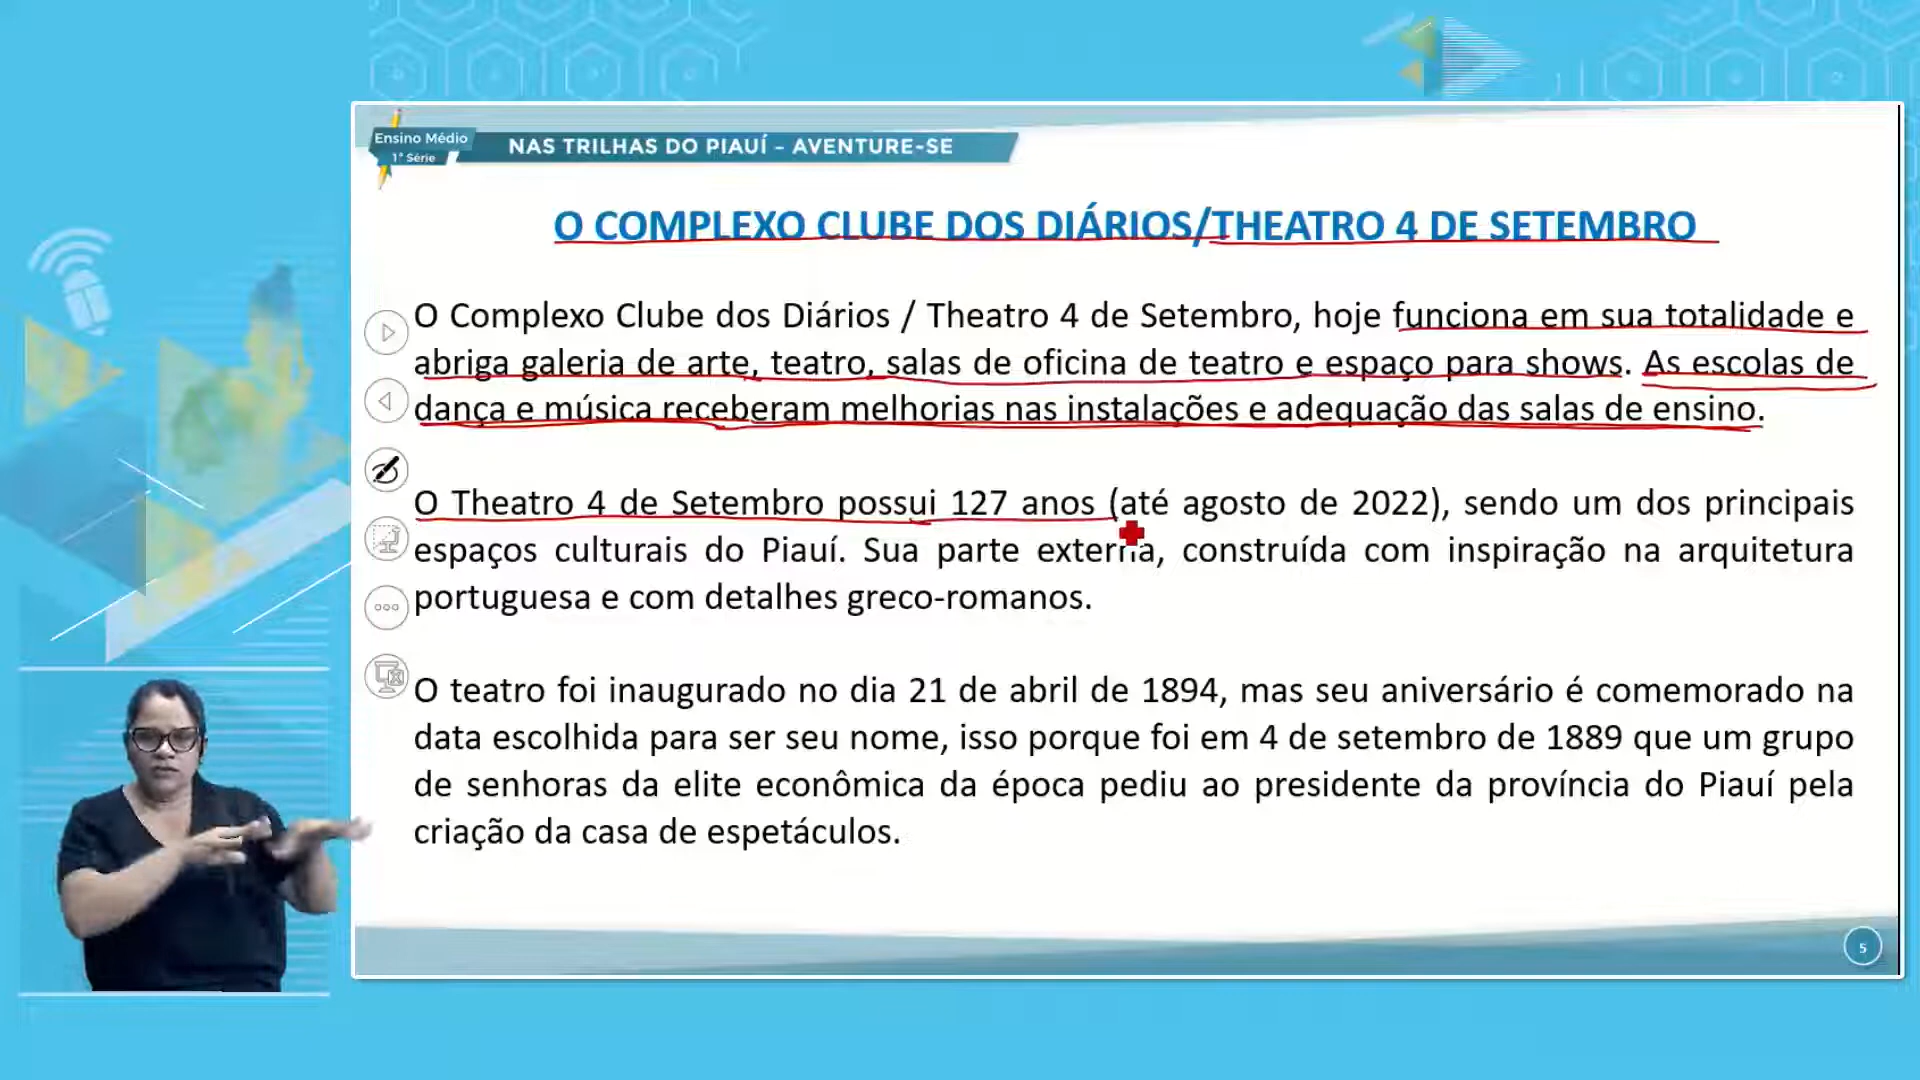 Ensino Médio
1ª Série
NAS TRILHAS DO PIAUÍ – AVENTURE-SE
O COMPLEXO CLUBE DOS DIÁRIOS/THEATRO 4 DE SETEMBRO
O Complexo Clube dos Diários / Theatro 4 de Setembro, hoje funciona em sua totalidade e
abriga galeria de arte, teatro, salas de oficina de teatro e espaço para shows. As escolas de
dança e música receberam melhorias nas instalações e adequação das salas de ensino.
O Theatro 4 de Setembro possui 127 anos (até agosto de 2022), sendo um dos principais
espaços culturais do Piauí. Sua parte externa, construída com inspiração na arquitetura
portuguesa e com detalhes greco-romanos.
O teatro foi inaugurado no dia 21 de abril de 1894, mas seu aniversário é comemorado na
data escolhida para ser seu nome, isso porque foi em 4 de setembro de 1889 que um grupo
de senhoras da elite econômica da época pediu ao presidente da província do Piauí pela
criação da casa de espetáculos.
5